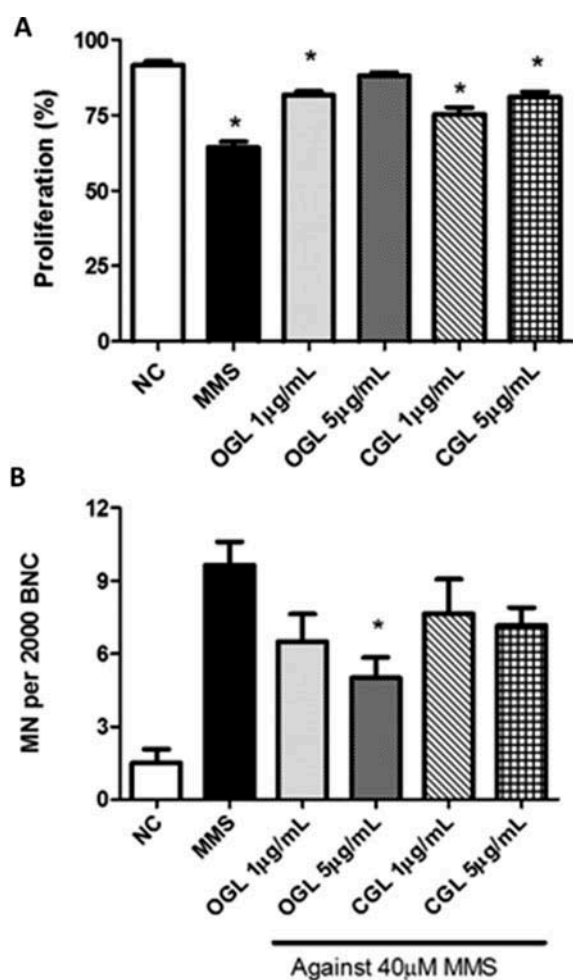 A
Proliferation (%)
100
75
50
25
0
*
*
*
*
NC
MMS
OGL 1µg/mL
OGL 5µg/mL
CGL 1µg/mL
CGL 5µg/mL
B
MN per 2000 BNC
12
9
6
3
0
*
NC
MMS
OGL 1µg/mL
OGL 5µg/mL
CGL 1µg/mL
CGL 5µg/mL
Against 40µM MMS